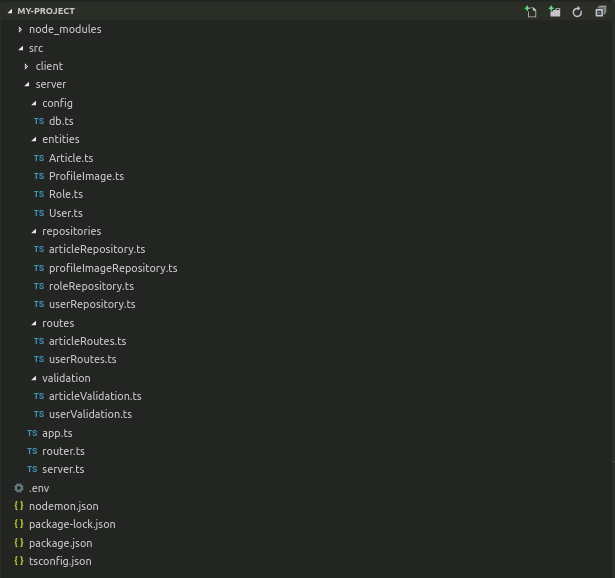 MY-PROJECT
node_modules
src
client
server
config
TS db.ts
entities
TS Article.ts
TS ProfileImage.ts
TS Role.ts
TS User.ts
repositories
TS articleRepository.ts
TS profileImageRepository.ts
TS roleRepository.ts
TS userRepository.ts
routes
TS articleRoutes.ts
TS userRoutes.ts
validation
TS articleValidation.ts
TS userValidation.ts
TS app.ts
TS router.ts
TS server.ts
.env
{} nodemon.json
{} package-lock.json
{} package.json
{} tsconfig.json